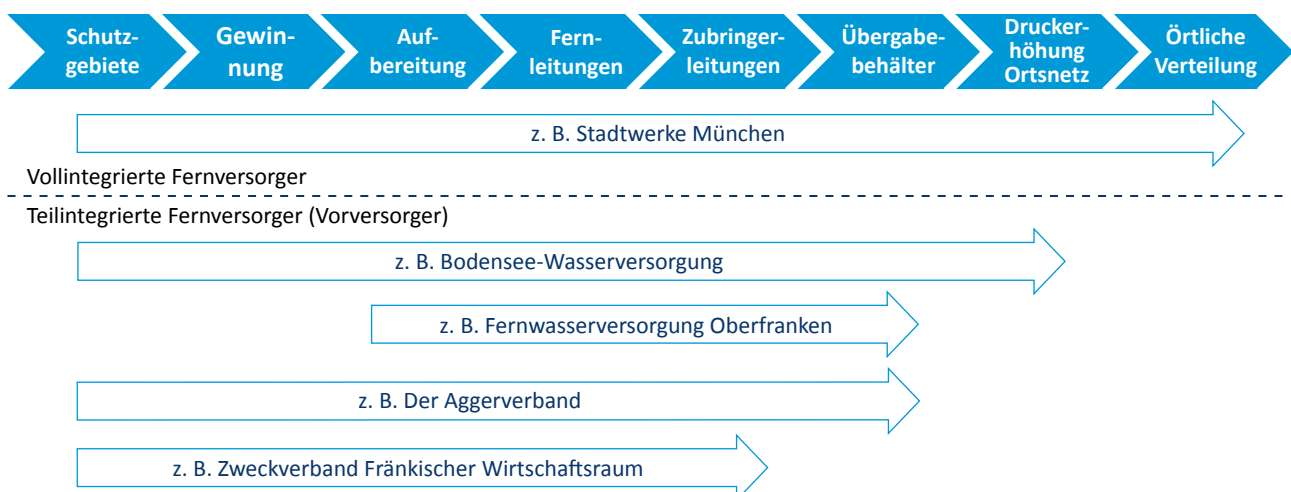 Schutz-
gebiete
Gewin-
nung
Auf-
bereitung
Fern-
leitungen
Zubringer-
leitungen
Übergabe-
behälter
Drucker-
höhung
Ortsnetz
Örtliche
Verteilung
z. B. Stadtwerke München
Vollintegrierte Fernversorger
Teilintegrierte Fernversorger (Vorversorger)
z. B. Bodensee-Wasserversorgung
z. B. Fernwasserversorgung Oberfranken
z. B. Der Aggerverband
z. B. Zweckverband Fränkischer Wirtschaftsraum